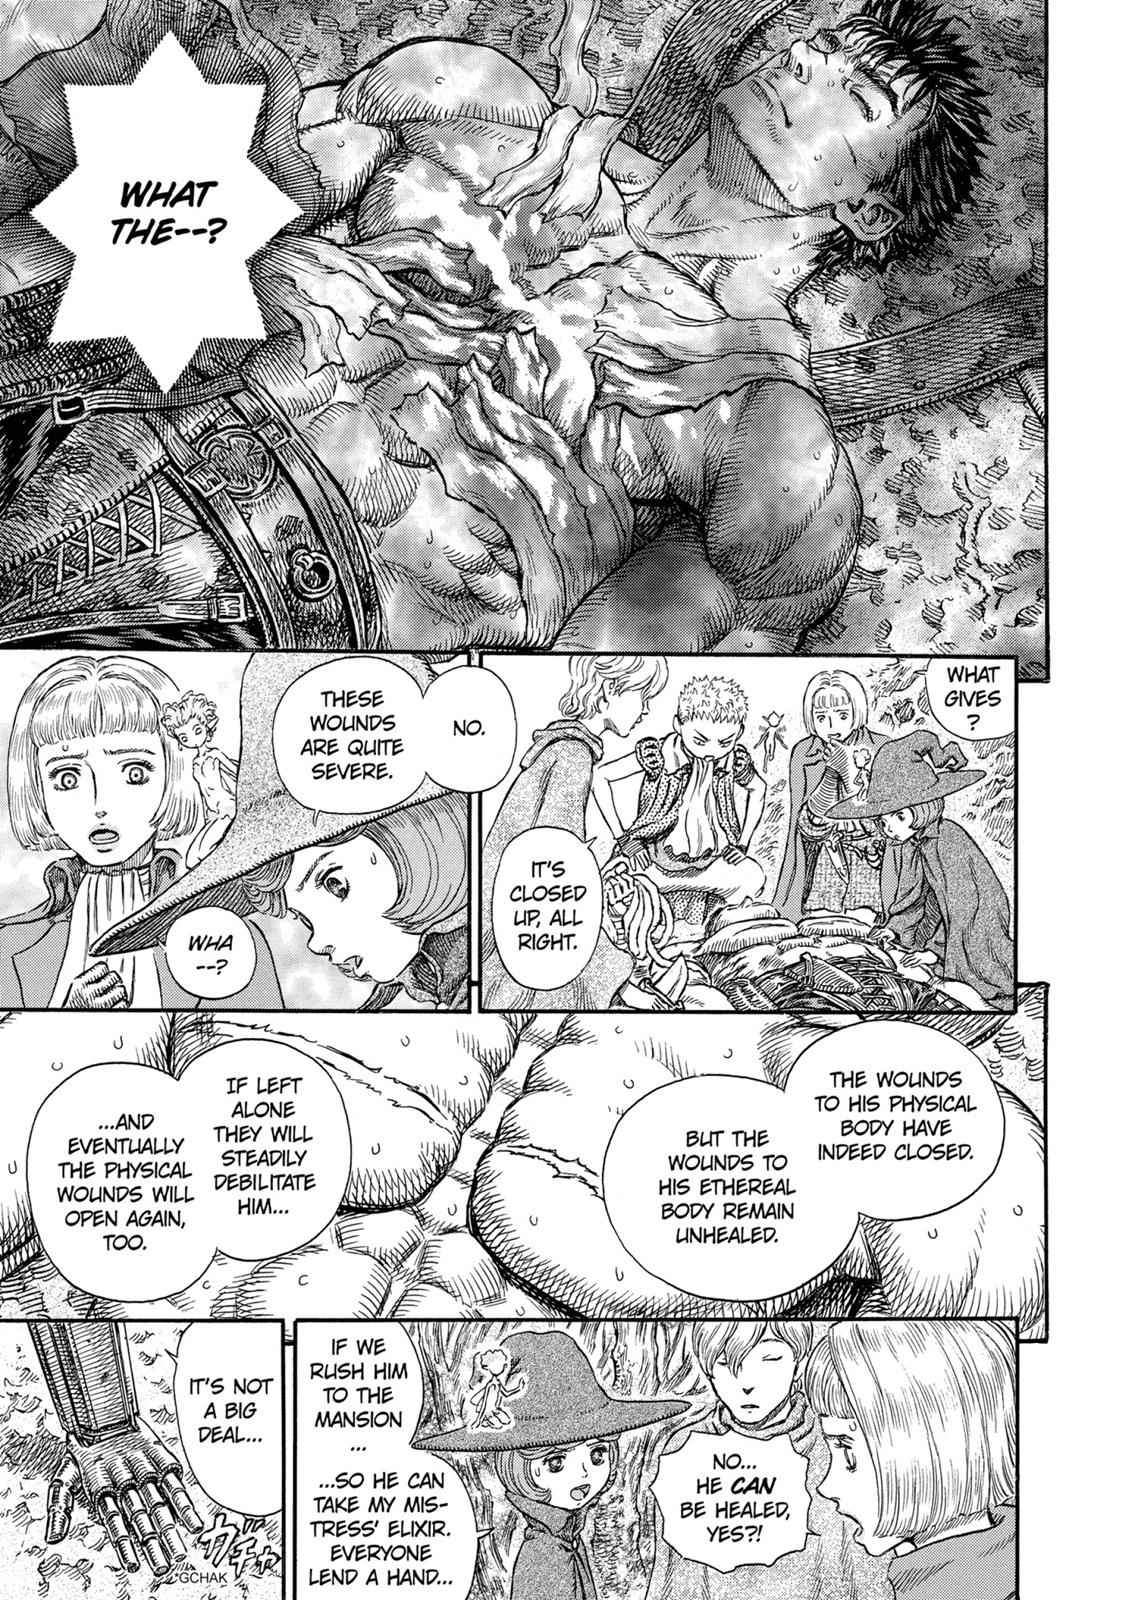 WHAT
THE--?
WHAT
GIVES
?
IT'S
CLOSED
UP, ALL
RIGHT.
NO.
THESE
WOUNDS
ARE QUITE
SEVERE.
WHA
--?
THE WOUNDS
TO HIS PHYSICAL
BODY HAVE
INDEED CLOSED.
BUT THE
WOUNDS TO
HIS ETHEREAL
BODY REMAIN
UNHEALED.
IF LEFT
ALONE
THEY WILL
STEADILY
DEBILITATE
HIM...
...AND
EVENTUALLY
THE PHYSICAL
WOUNDS WILL
OPEN AGAIN,
TOO.
NO...
HE CAN
BE HEALED,
YES?!
IF WE
RUSH HIM
TO THE
MANSION
...
...SO HE CAN
TAKE MY MIS-
TRESS' ELIXIR.
EVERYONE
LEND A HAND...
IT'S NOT
A BIG
DEAL...
ガチャ
*GCHAK